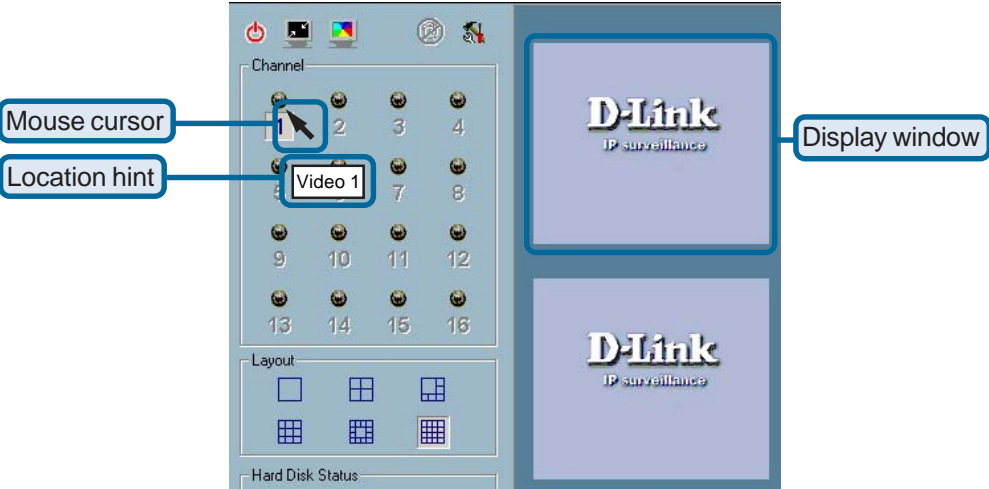 Channel
Mouse cursor
1 2 3 4
Location hint
Video 1
5 7 8
9 10 11 12
13 14 15 16
Layout
Hard Disk Status
D-Link
IP surveillance
Display window
D-Link
IP surveillance